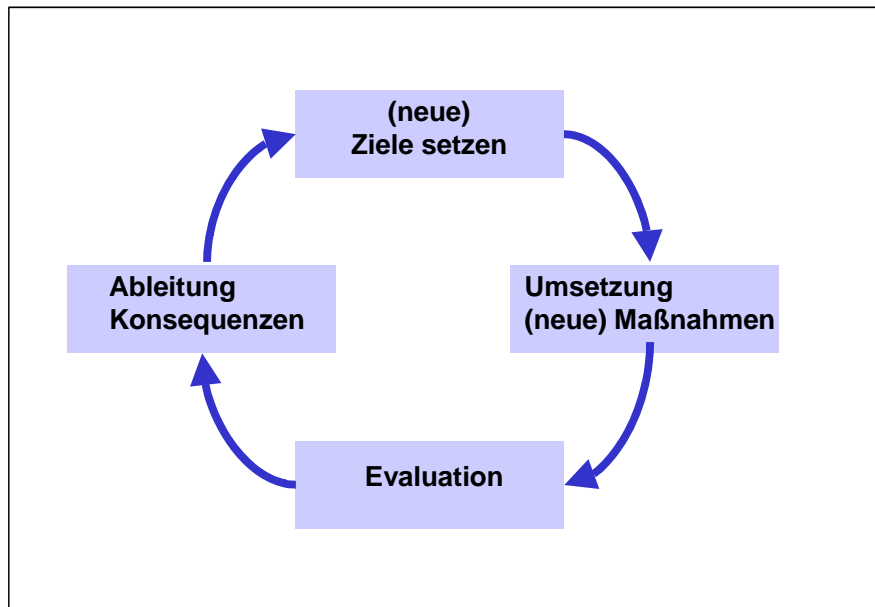 (neue)
Ziele setzen
Umsetzung
(neue) Maßnahmen
Evaluation
Ableitung
Konsequenzen